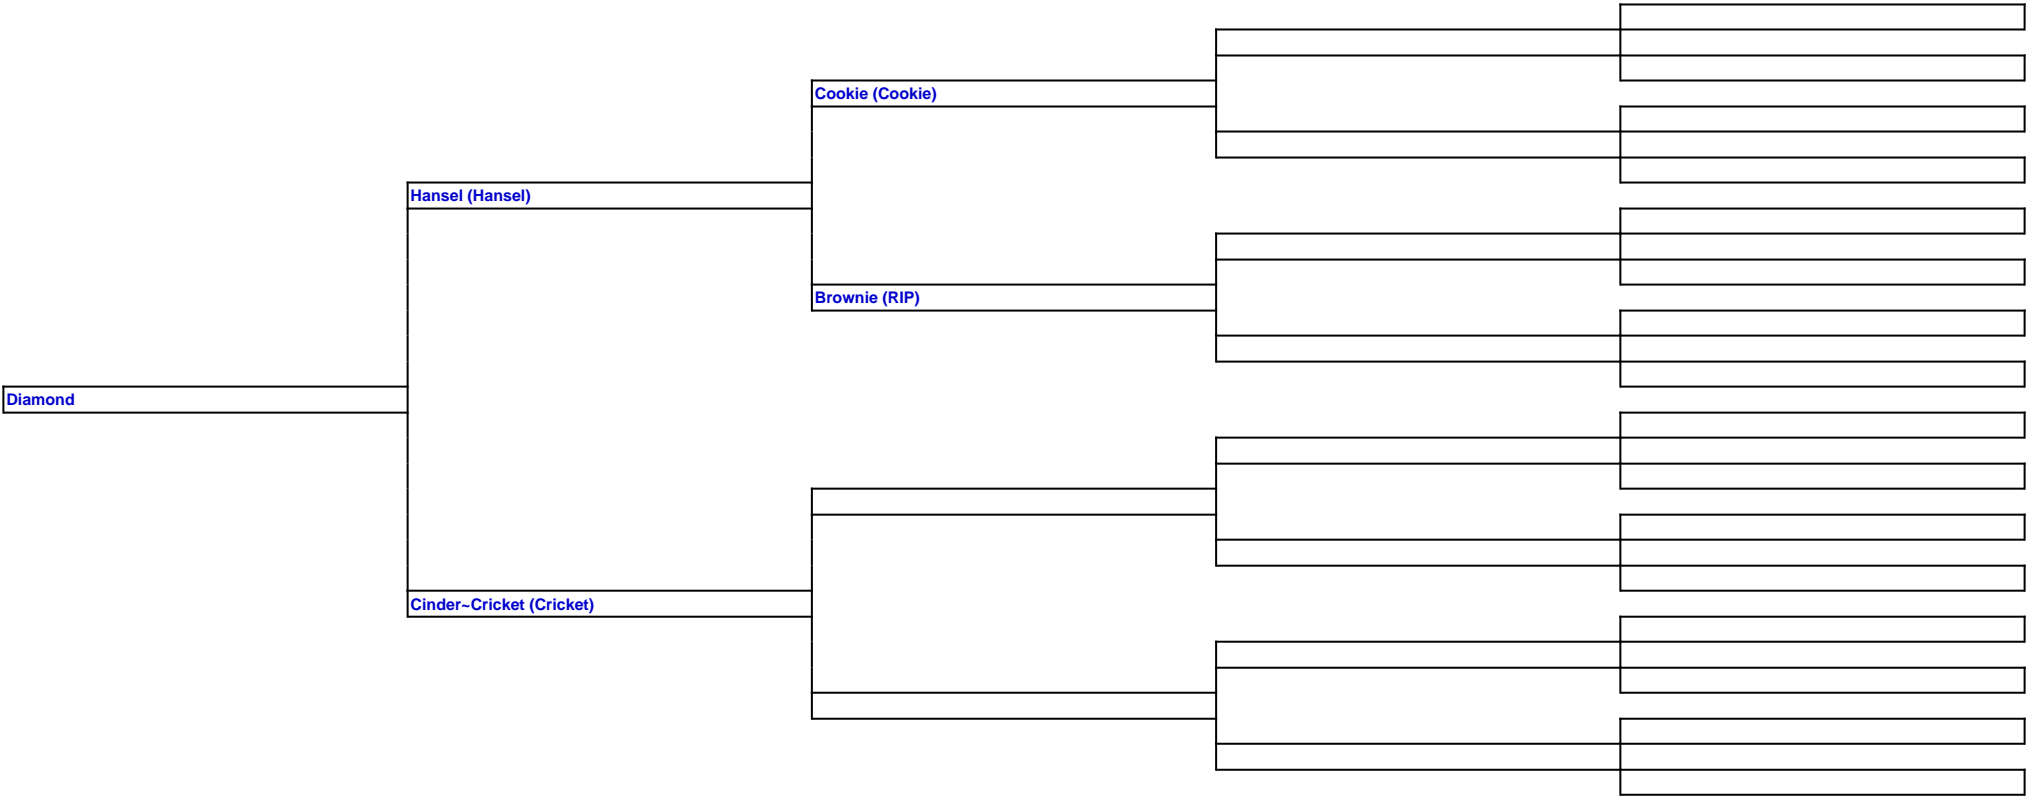 Cookie (Cookie)
Hansel (Hansel)
Brownie (RIP)
Diamond
Cinder~Cricket (Cricket)